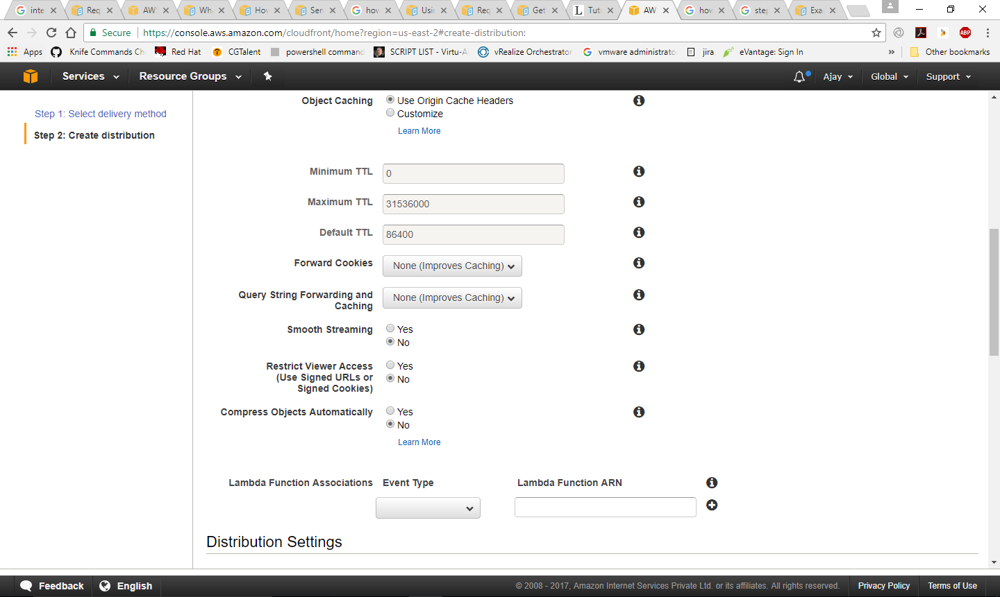 inte
Req
AW
Wh
How
Ser
how
Usi
Req
Get
Tut
AW
how
step
Exa
Secure
https://console.aws.amazon.com/cloudfront/home?region=us-east-2#create-distribution:
ABP
Apps
Knife Commands Ch
Red Hat
CGTalent
powershell command
SCRIPT LIST - Virtu-A
vRealize Orchestrator
vmware administrato
jira
eVantage: Sign In
»
Other bookmarks
Services
Resource Groups
Ajay
Global
Support
Step 1: Select delivery method
Step 2: Create distribution
Object Caching
Use Origin Cache Headers
Customize
Learn More
Minimum TTL
0
Maximum TTL
31536000
Default TTL
86400
Forward Cookies
None (Improves Caching)
Query String Forwarding and
Caching
None (Improves Caching)
Smooth Streaming
Yes
No
Restrict Viewer Access
(Use Signed URLs or
Signed Cookies)
Yes
No
Compress Objects Automatically
Yes
No
Learn More
Lambda Function Associations
Event Type
Lambda Function ARN
Distribution Settings
Feedback
English
© 2008 - 2017, Amazon Internet Services Private Ltd. or its affiliates. All rights reserved.
Privacy Policy
Terms of Use